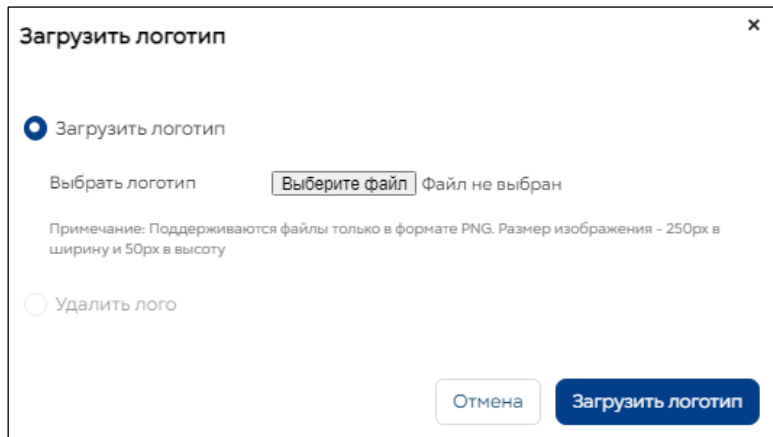 Загрузить логотип
×
Загрузить логотип
Выбрать логотип Выберите файл Файл не выбран
Примечание: Поддерживаются файлы только в формате PNG. Размер изображения - 250px в
ширину и 50px в высоту
Удалить лого
Отмена Загрузить логотип